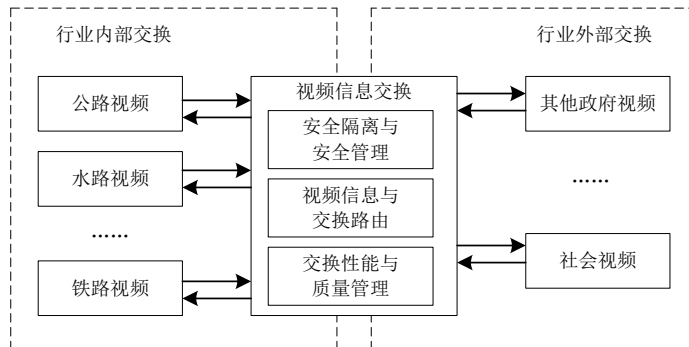 行业内部交换
行业外部交换
公路视频
水路视频
……
铁路视频
视频信息交换
安全隔离与
安全管理
视频信息与
交换路由
交换性能与
质量管理
其他政府视频
……
社会视频